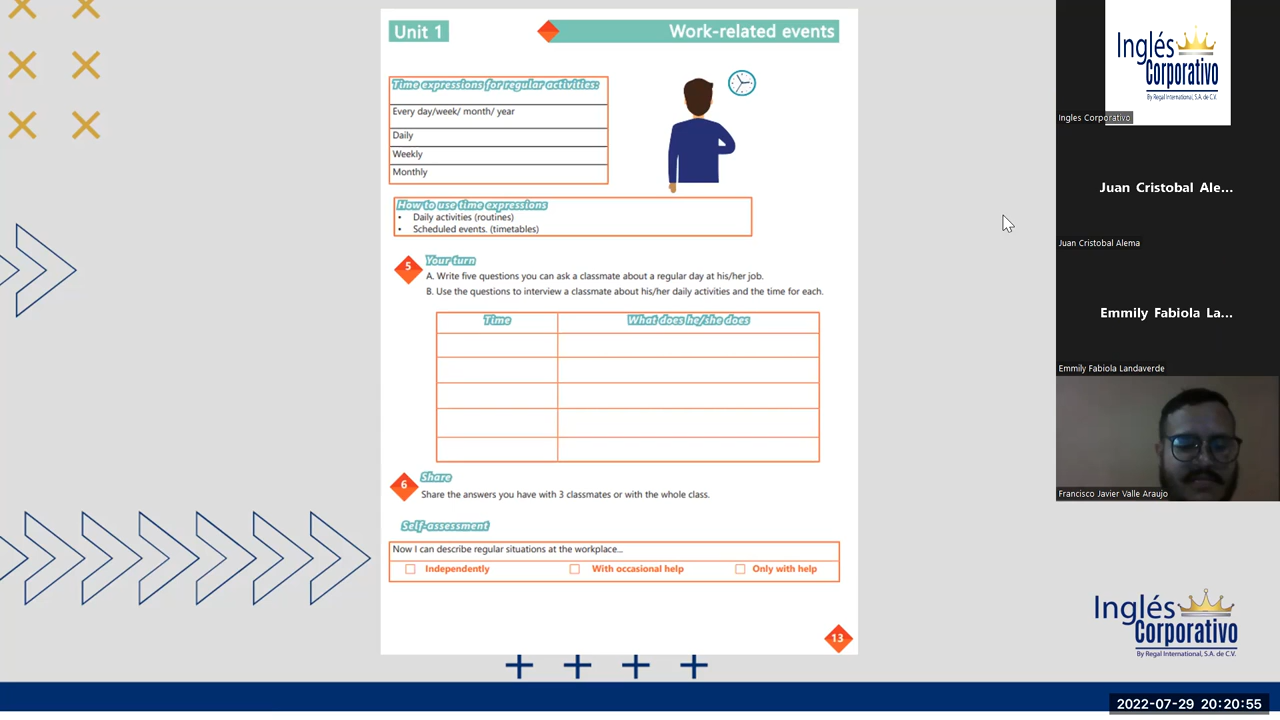 Unit 1
Work-related events
Time expressions for regular activities:
Every day/week/ month/ year
Daily
Weekly
Monthly
How to use time expressions
• Daily activities (routines)
• Scheduled events. (timetables)
5
Your turn
A. Write five questions you can ask a classmate about a regular day at his/her job.
B. Use the questions to interview a classmate about his/her daily activities and the time for each.
Time
What does he/she does
6
Share
Share the answers you have with 3 classmates or with the whole class.
Self-assessment
Now I can describe regular situations at the workplace...
Independently
With occasional help
Only with help
13
Inglés
Corporativo
By Regal International, S.A. de C.V.
Ingles Corporativo
Juan Cristobal Ale...
Juan Cristobal Alema
Emmily Fabiola La...
Emmily Fabiola Landaverde
Francisco Javier Valle Araujo
Inglés
Corporativo
By Regal International, S.A. de C.V.
2022-07-29 20:20:55